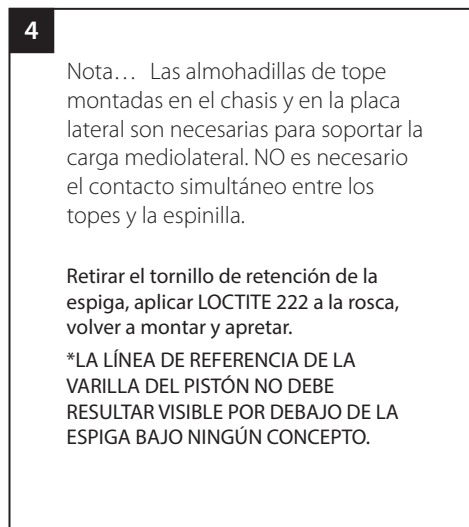 4
Nota… Las almohadillas de tope
montadas en el chasis y en la placa
lateral son necesarias para soportar la
carga mediolateral. NO es necesario
el contacto simultáneo entre los
topes y la espinilla.
Retirar el tornillo de retención de la
espiga, aplicar LOCTITE 222 a la rosca,
volver a montar y apretar.
*LA LÍNEA DE REFERENCIA DE LA
VARILLA DEL PISTÓN NO DEBE
RESULTAR VISIBLE POR DEBAJO DE LA
ESPIGA BAJO NINGÚN CONCEPTO.